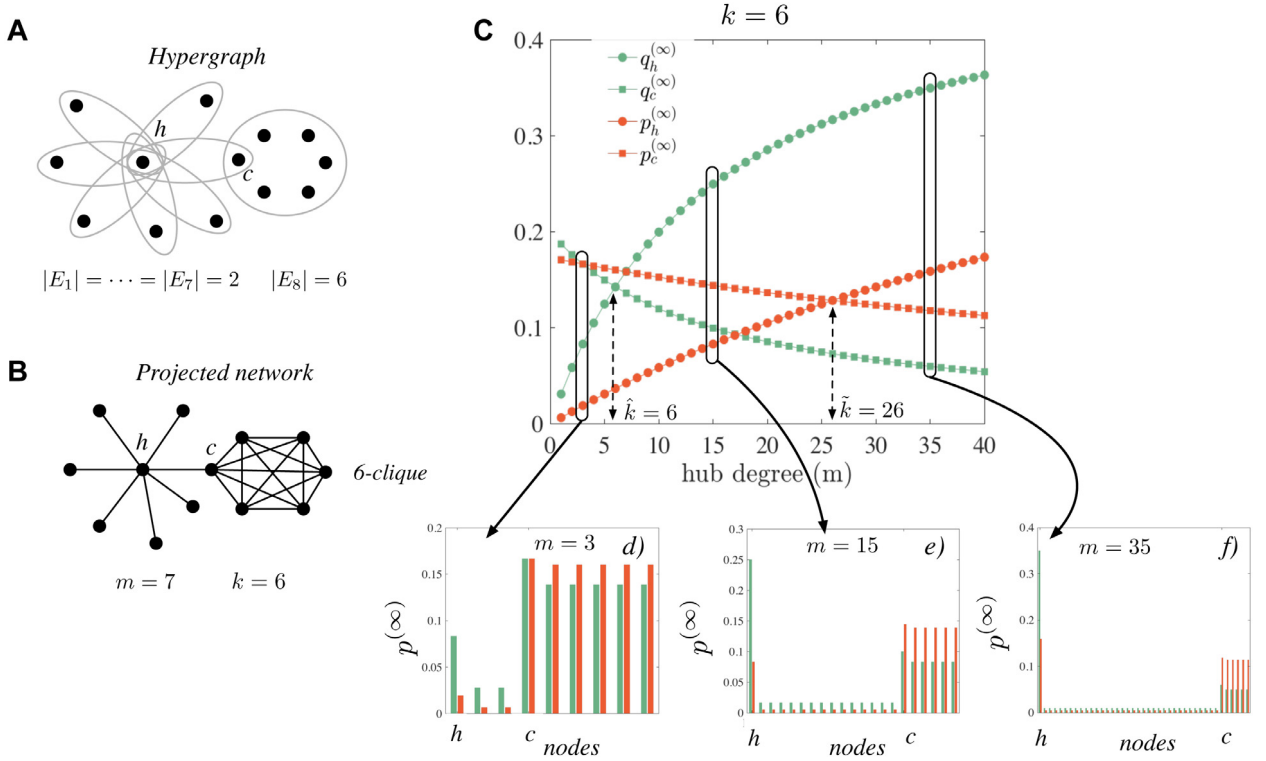 A
Hypergraph
h
c
|E₁| = ⋯ = |E₇| = 2 |E₈| = 6
B
Projected network
h
c
6-clique
m = 7 k = 6
C
k = 6
q_h^(∞)
q_c^(∞)
p_h^(∞)
p_c^(∞)
0.4
0.3
0.2
0.1
0
k̂ = 6
k̃ = 26
0 5 10 15 20 25 30 35 40
hub degree (m)
m = 3 d)
p^(∞)
0.2
0.15
0.1
0.05
0
h c
nodes
m = 15 e)
p^(∞)
0.3
0.25
0.2
0.15
0.1
0.05
0
h c
nodes
m = 35 f)
p^(∞)
0.4
0.3
0.2
0.1
0
h nodes c